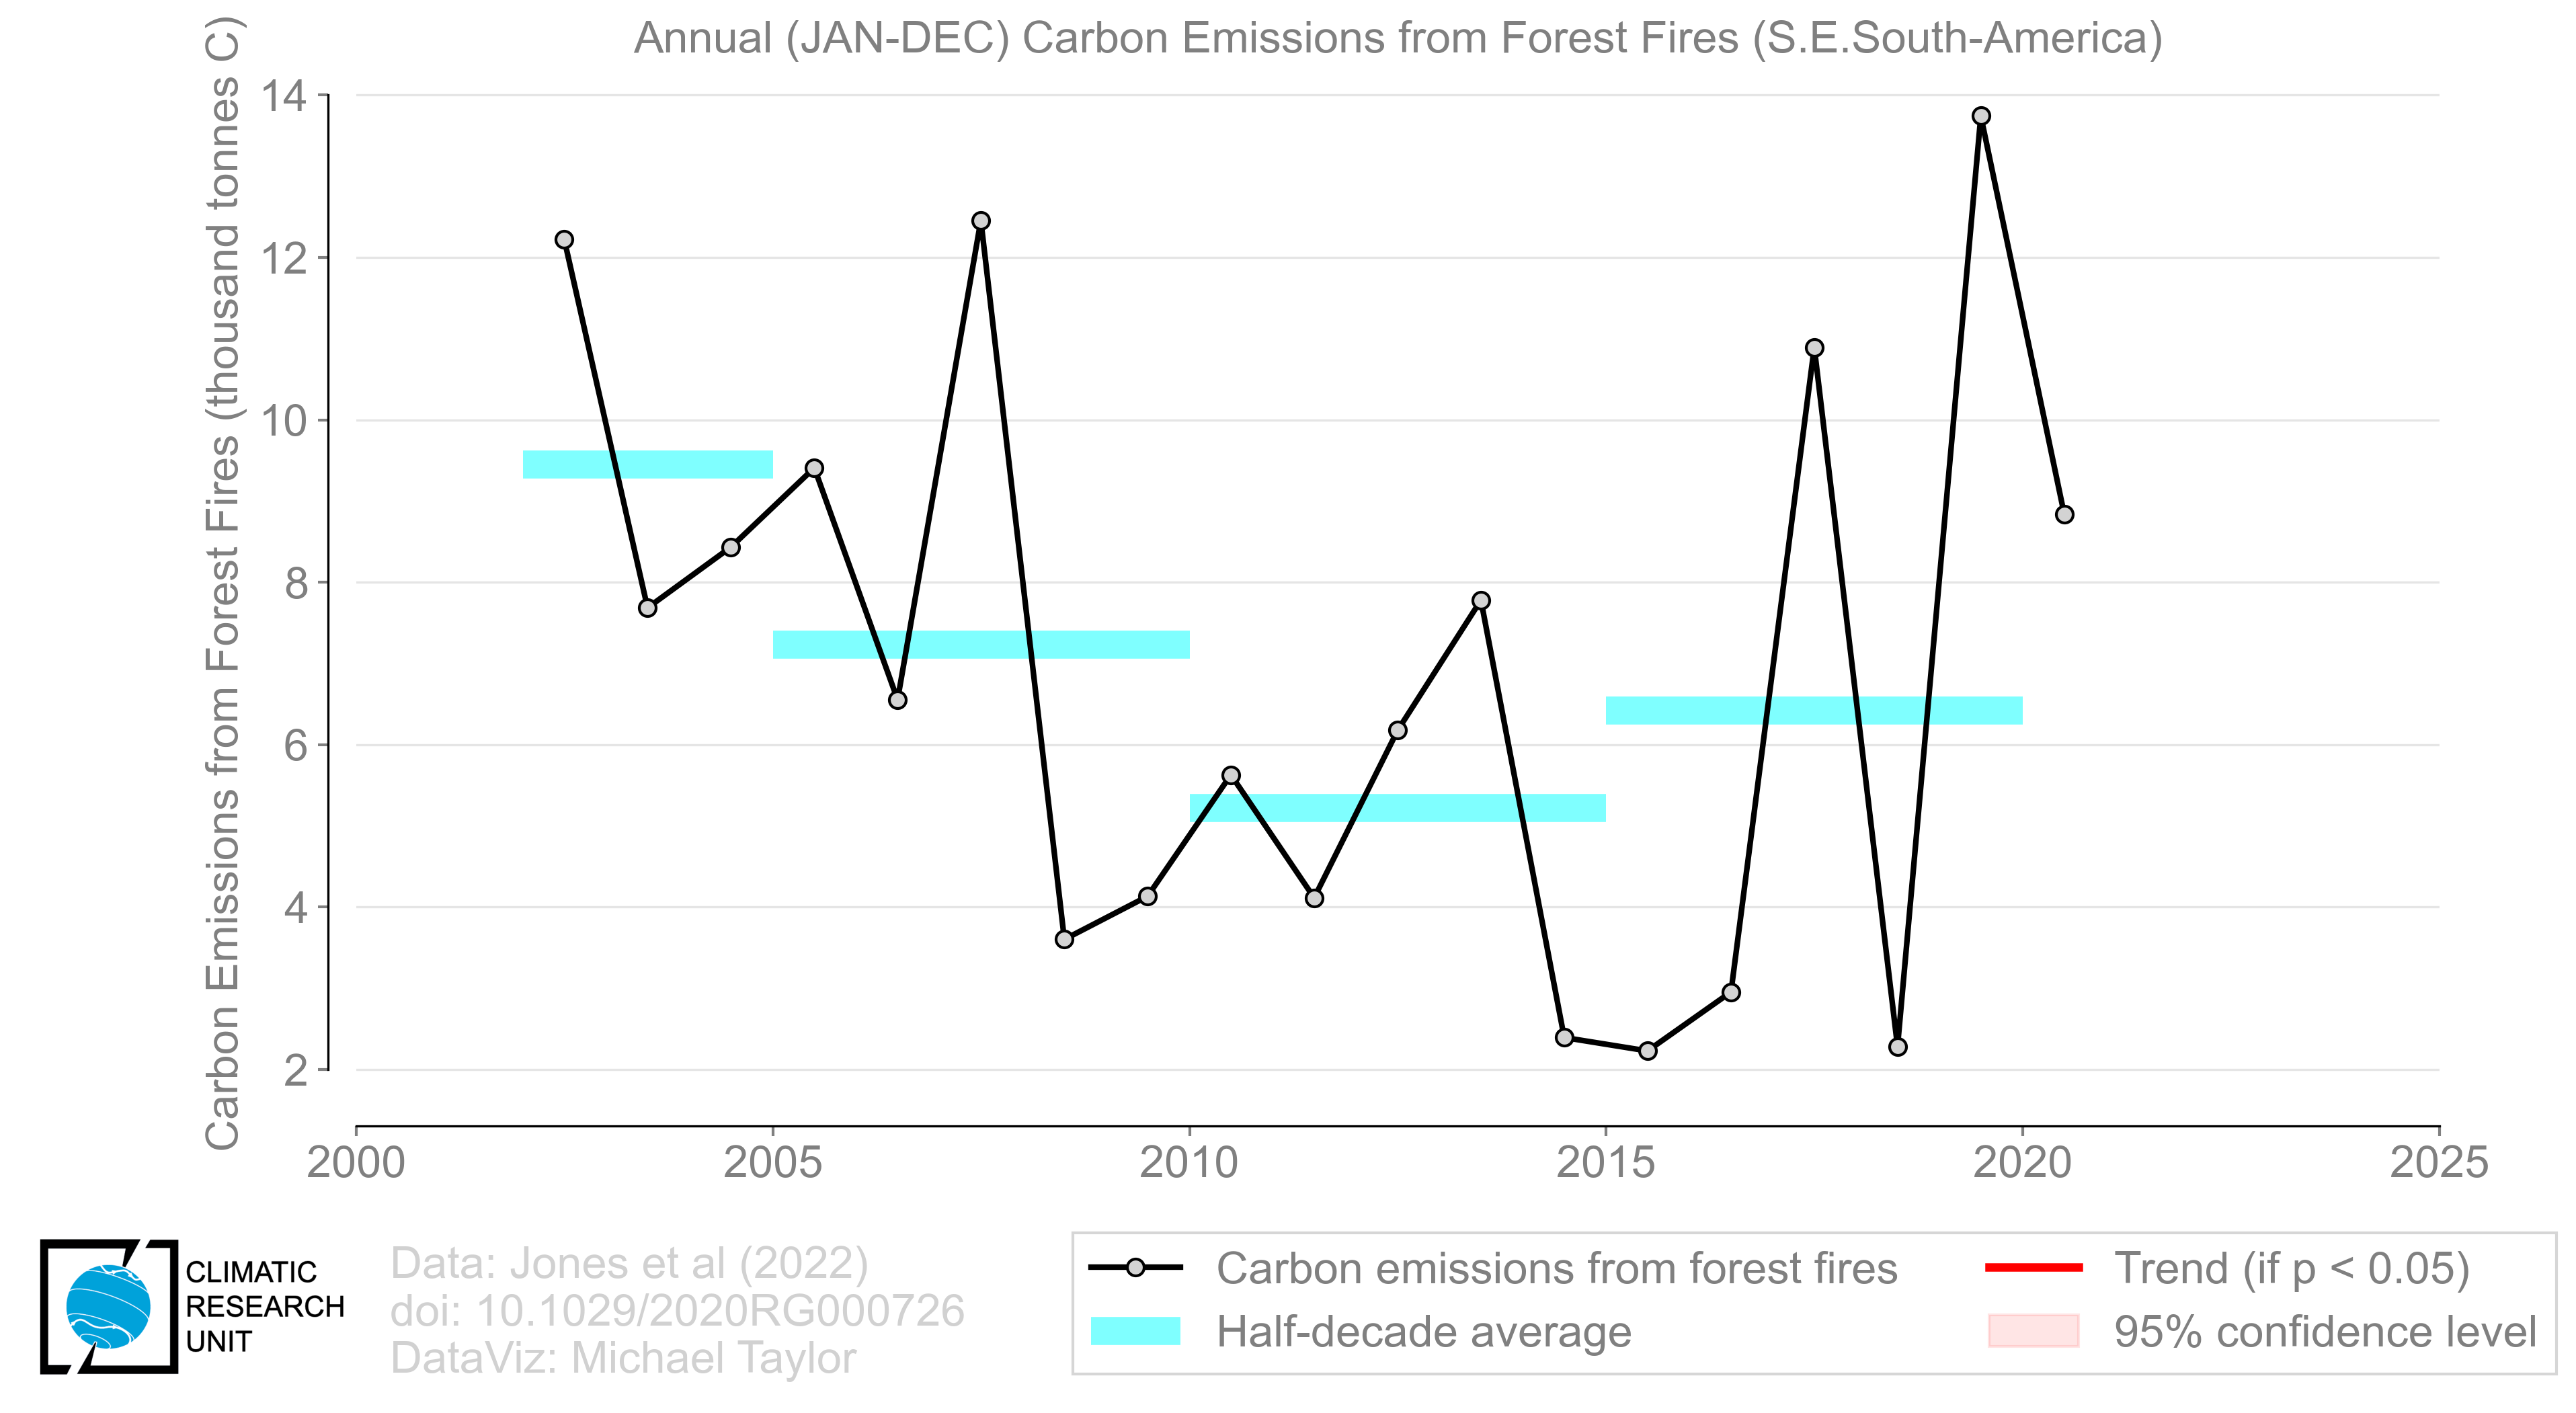 Annual (JAN-DEC) Carbon Emissions from Forest Fires (S.E.South-America)
Carbon Emissions from Forest Fires (thousand tonnes C)
14
12
10
8
6
4
2
2000 2005 2010 2015 2020 2025
CLIMATIC
RESEARCH
UNIT
Data: Jones et al (2022)
doi: 10.1029/2020RG000726
DataViz: Michael Taylor
Carbon emissions from forest fires
Half-decade average
Trend (if p < 0.05)
95% confidence level